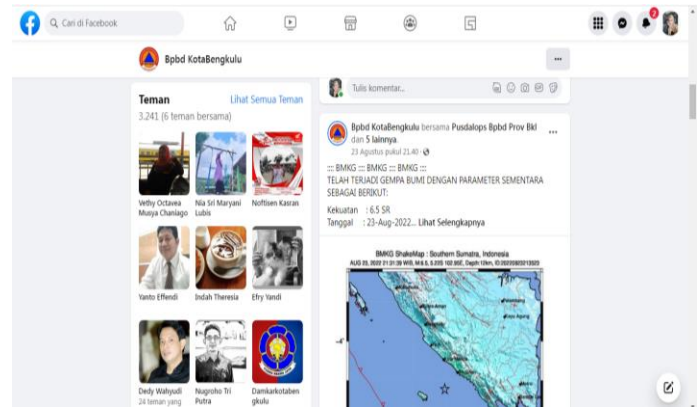 Cari di Facebook
Bpbd KotaBengkulu
Teman
Lihat Semua Teman
3.241 (6 teman bersama)
Vethy Octavea Musya Chaniago
Nia Sri Maryani Lubis
Noftisen Kasran
Yanto Effendi
Indah Theresia
Efry Yandi
Dedy Wahyudi
24 teman yang
Nugroho Tri Putra
Damkarkotabengkulu
Tulis komentar...
Bpbd KotaBengkulu bersama Pusdalops Bpbd Prov Bkl
dan 5 lainnya.
23 Agustus pukul 21.40
::: BMKG ::: BMKG ::: BMKG :::
TELAH TERJADI GEMPA BUMI DENGAN PARAMETER SEMENTARA
SEBAGAI BERIKUT:
Kekuatan : 6.5 SR
Tanggal : 23-Aug-2022... Lihat Selengkapnya
BMKG ShakeMap : Southern Sumatra, Indonesia